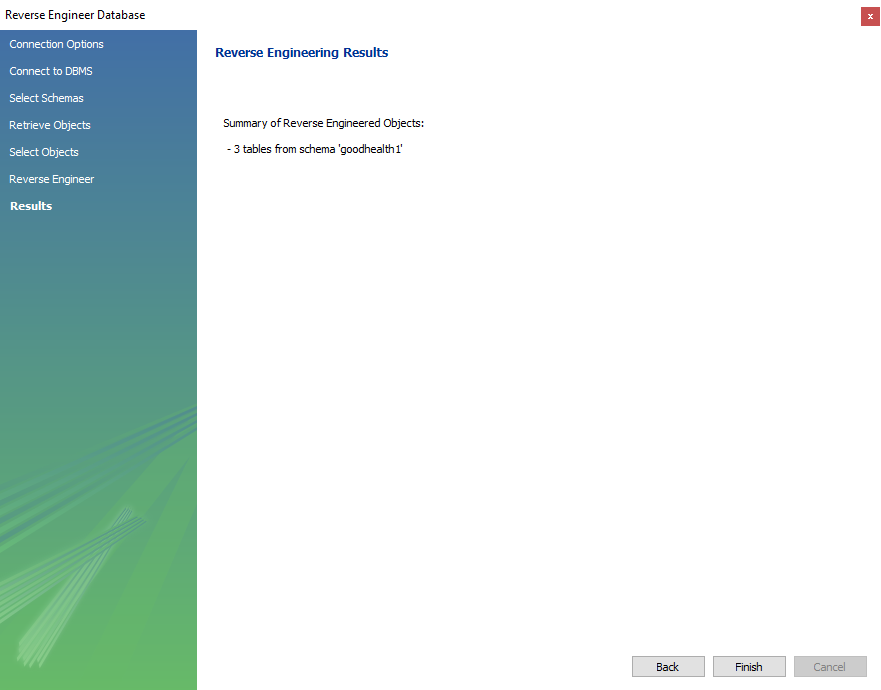 Reverse Engineer Database
x
Connection Options
Connect to DBMS
Select Schemas
Retrieve Objects
Select Objects
Reverse Engineer
Results
Reverse Engineering Results
Summary of Reverse Engineered Objects:
- 3 tables from schema 'goodhealth1'
Back
Finish
Cancel